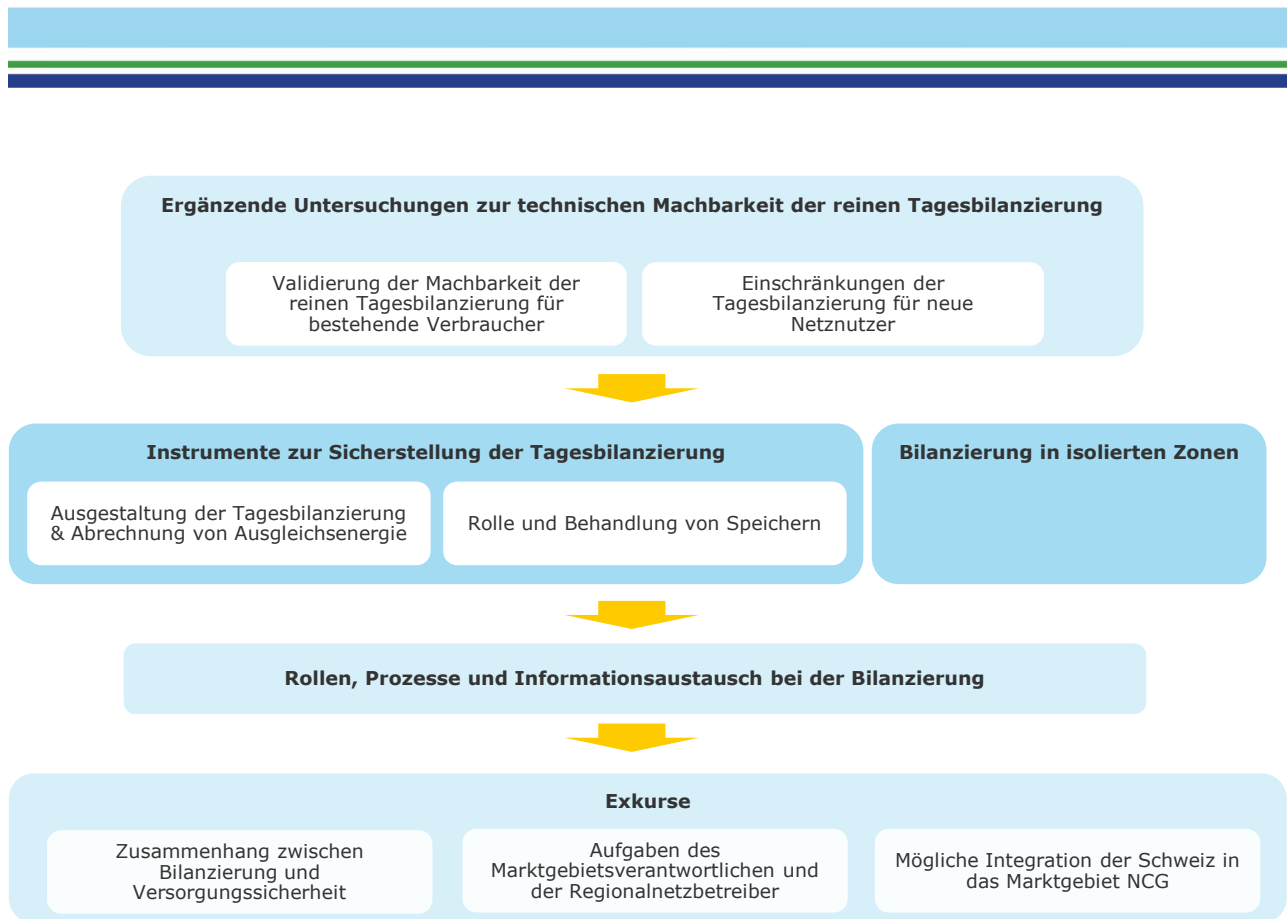 Ergänzende Untersuchungen zur technischen Machbarkeit der reinen Tagesbilanzierung
Validierung der Machbarkeit der
reinen Tagesbilanzierung für
bestehende Verbraucher
Einschränkungen der
Tagesbilanzierung für neue
Netznutzer
Instrumente zur Sicherstellung der Tagesbilanzierung
Ausgestaltung der Tagesbilanzierung
& Abrechnung von Ausgleichsenergie
Rolle und Behandlung von Speichern
Bilanzierung in isolierten Zonen
Rollen, Prozesse und Informationsaustausch bei der Bilanzierung
Exkurse
Zusammenhang zwischen
Bilanzierung und
Versorgungssicherheit
Aufgaben des
Marktgebietsverantwortlichen und
der Regionalnetzbetreiber
Mögliche Integration der Schweiz in
das Marktgebiet NCG